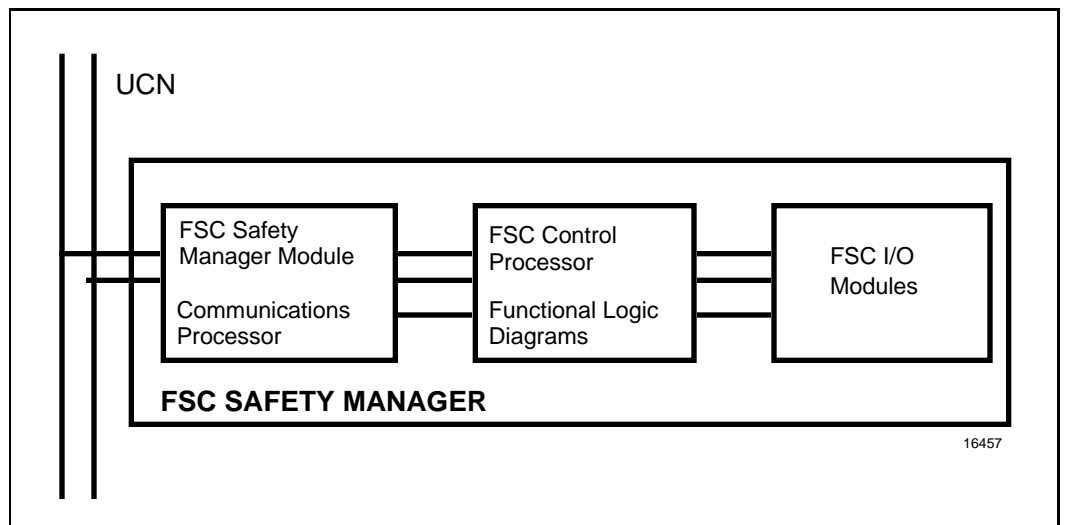 UCN
FSC Safety
Manager Module
Communications
Processor
FSC Control
Processor
Functional Logic
Diagrams
FSC I/O
Modules
FSC SAFETY MANAGER
16457